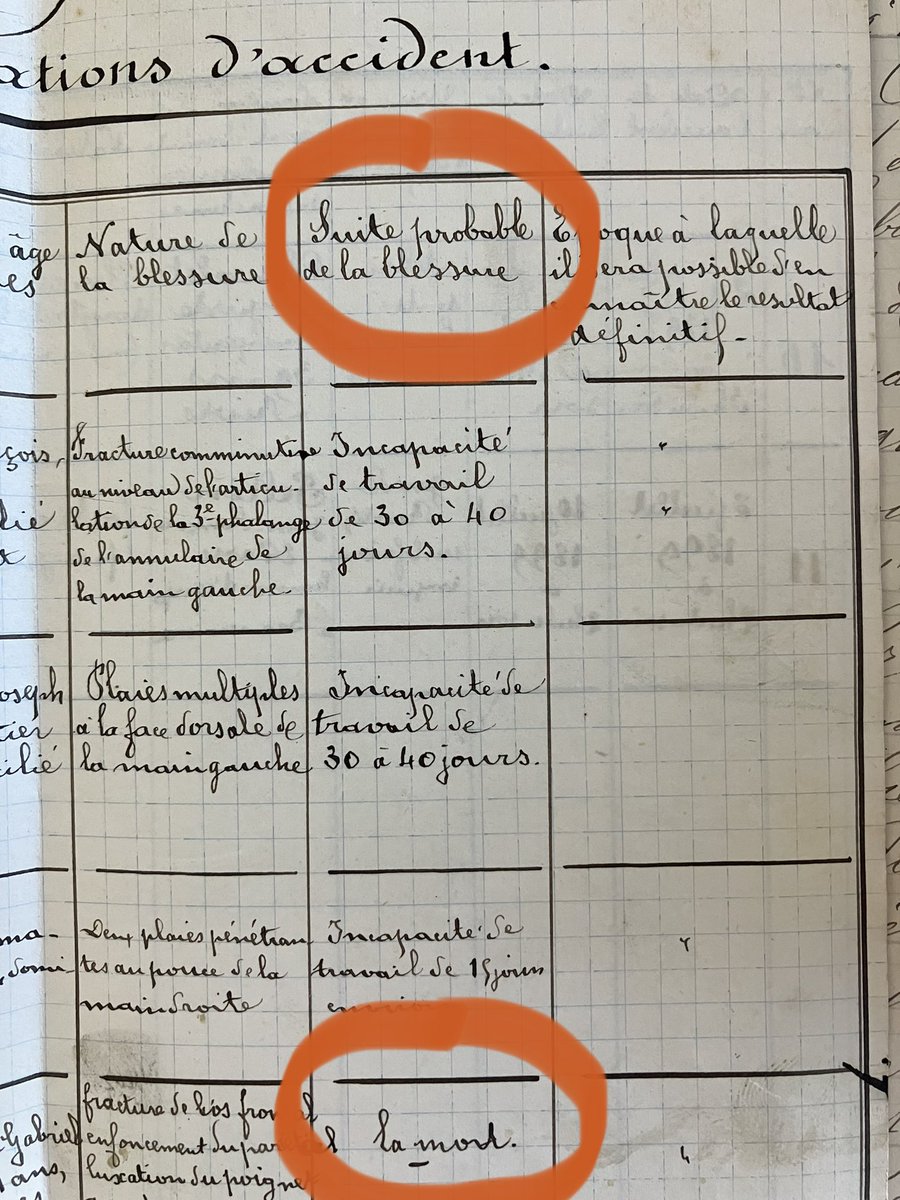 ations d'accident.
âge
es
Nature de
la blessure
Suite probable
de la blessure
Epoque à laquelle
il sera possible d'en
connaître le resultat
définitif.
çois,
lié
Fracture comminutive
au niveau de l'articu-
lation de la 3e phalange
de l'annulaire de
la main gauche.
Incapacité
de travail
de 30 à 40
jours.
"
"
oseph
tier
cilié
Plaies multiples
à la face dorsale de
la main gauche
Incapacité de
travail de
30 à 40 jours.
ma-
, domi
Deux plaies pénétran
tes au pouce de la
main droite
Incapacité de
travail de 15 jours
environ
"
Gabriel
ans,
fracture de l'os frontal
enfoncement du pariétal
luxation du poignet
la mort.
"